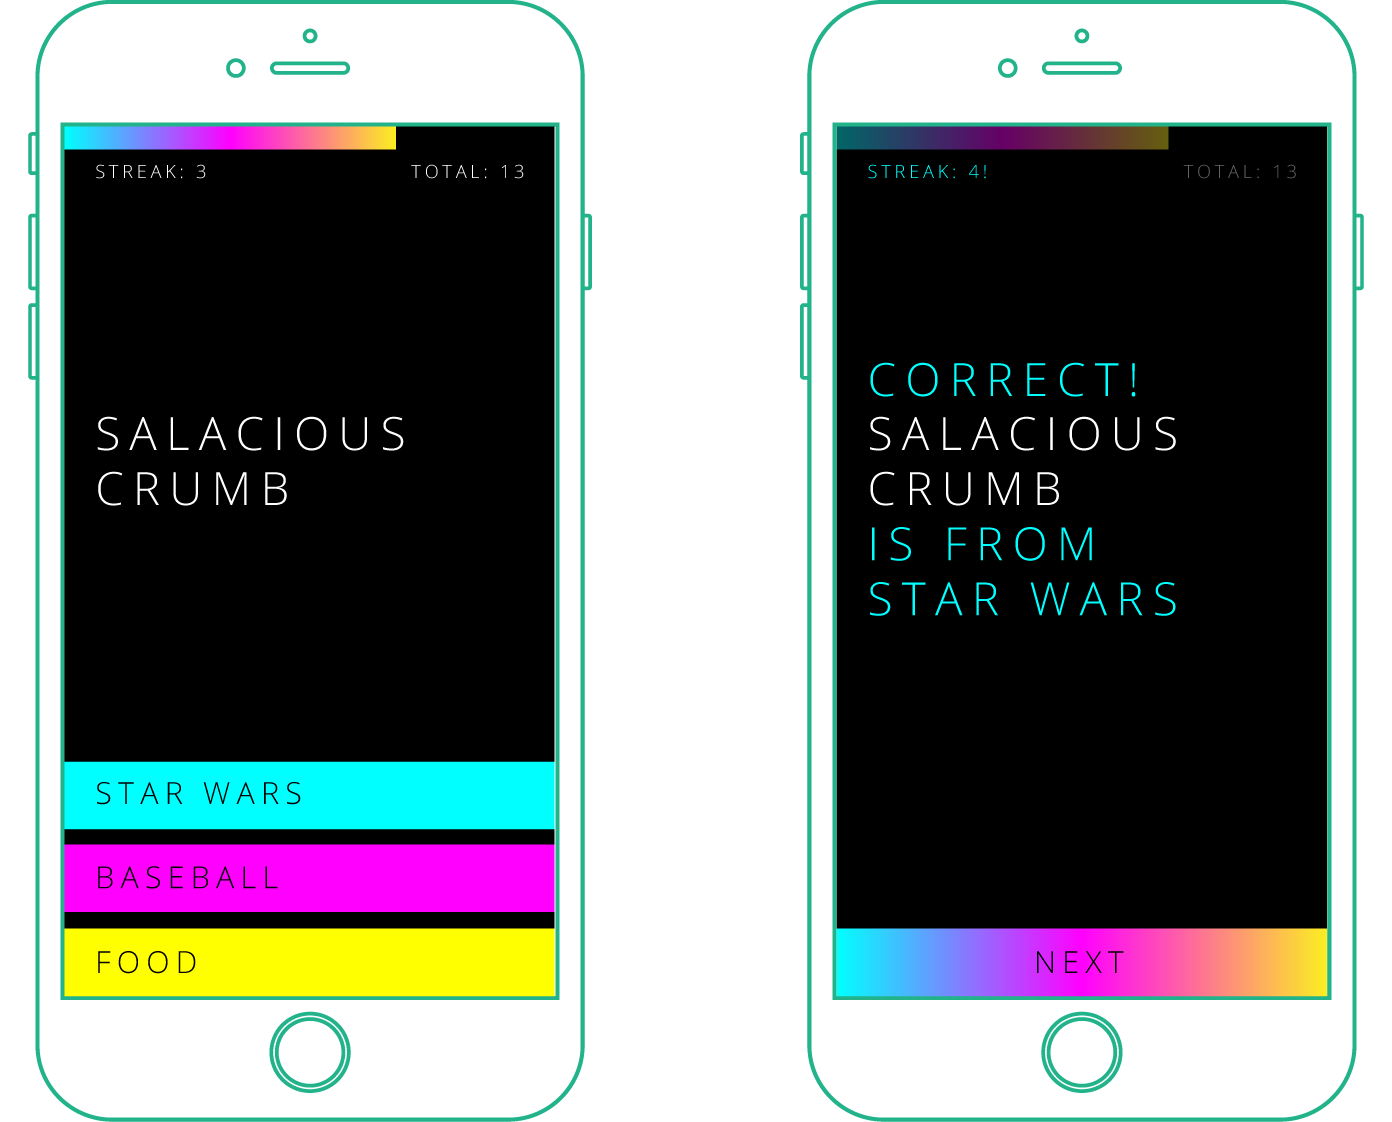 STREAK: 3 TOTAL: 13
SALACIOUS
CRUMB
STAR WARS
BASEBALL
FOOD
STREAK: 4! TOTAL: 13
CORRECT!
SALACIOUS
CRUMB
IS FROM
STAR WARS
NEXT